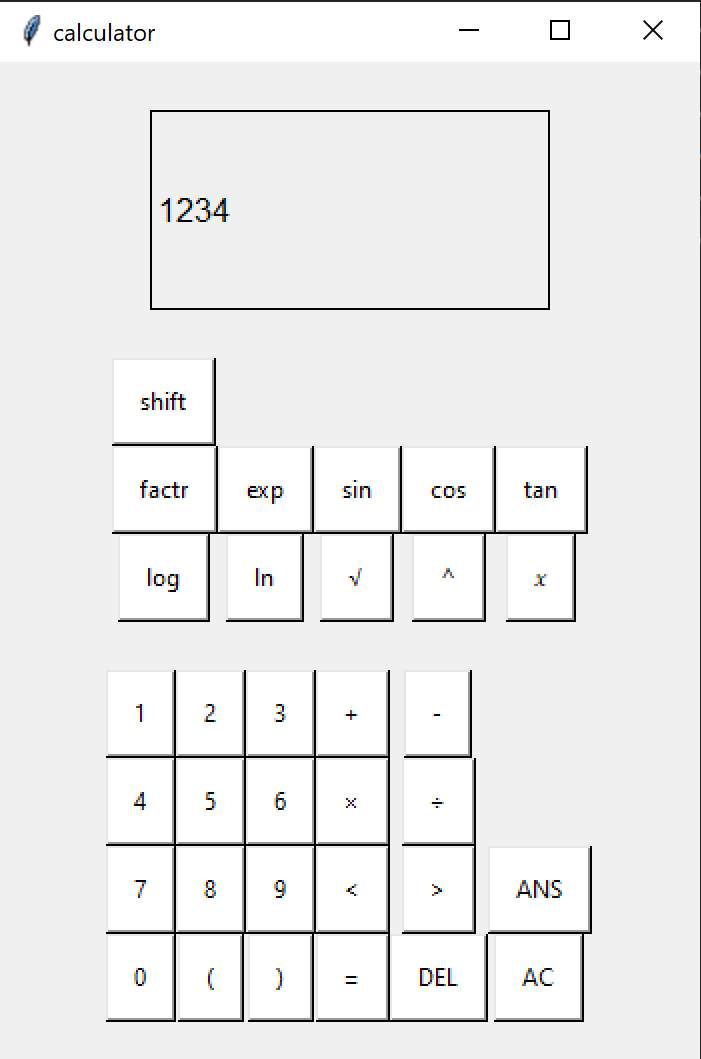 calculator
1234
shift
factr exp sin cos tan
log ln √ ^ x
1 2 3 + -
4 5 6 × ÷
7 8 9 < > ANS
0 ( ) = DEL AC